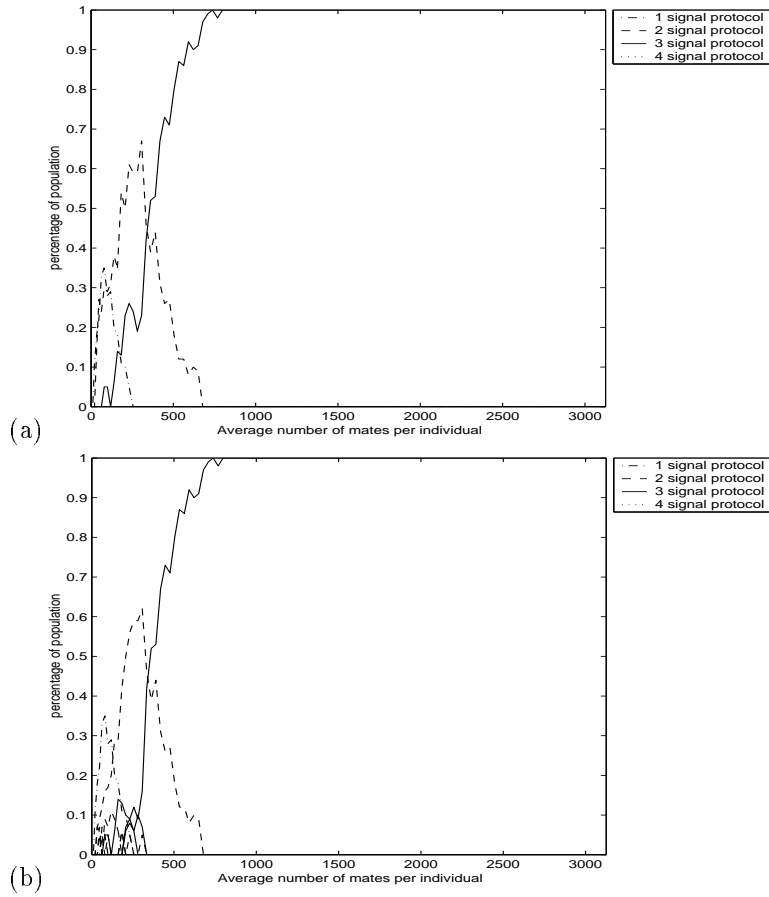 1
0.9
0.8
0.7
0.6
0.5
0.4
0.3
0.2
0.1
0
percentage of population
0 500 1000 1500 2000 2500 3000
Average number of mates per individual
1 signal protocol
2 signal protocol
3 signal protocol
4 signal protocol
(a)
1
0.9
0.8
0.7
0.6
0.5
0.4
0.3
0.2
0.1
0
percentage of population
0 500 1000 1500 2000 2500 3000
Average number of mates per individual
1 signal protocol
2 signal protocol
3 signal protocol
4 signal protocol
(b)